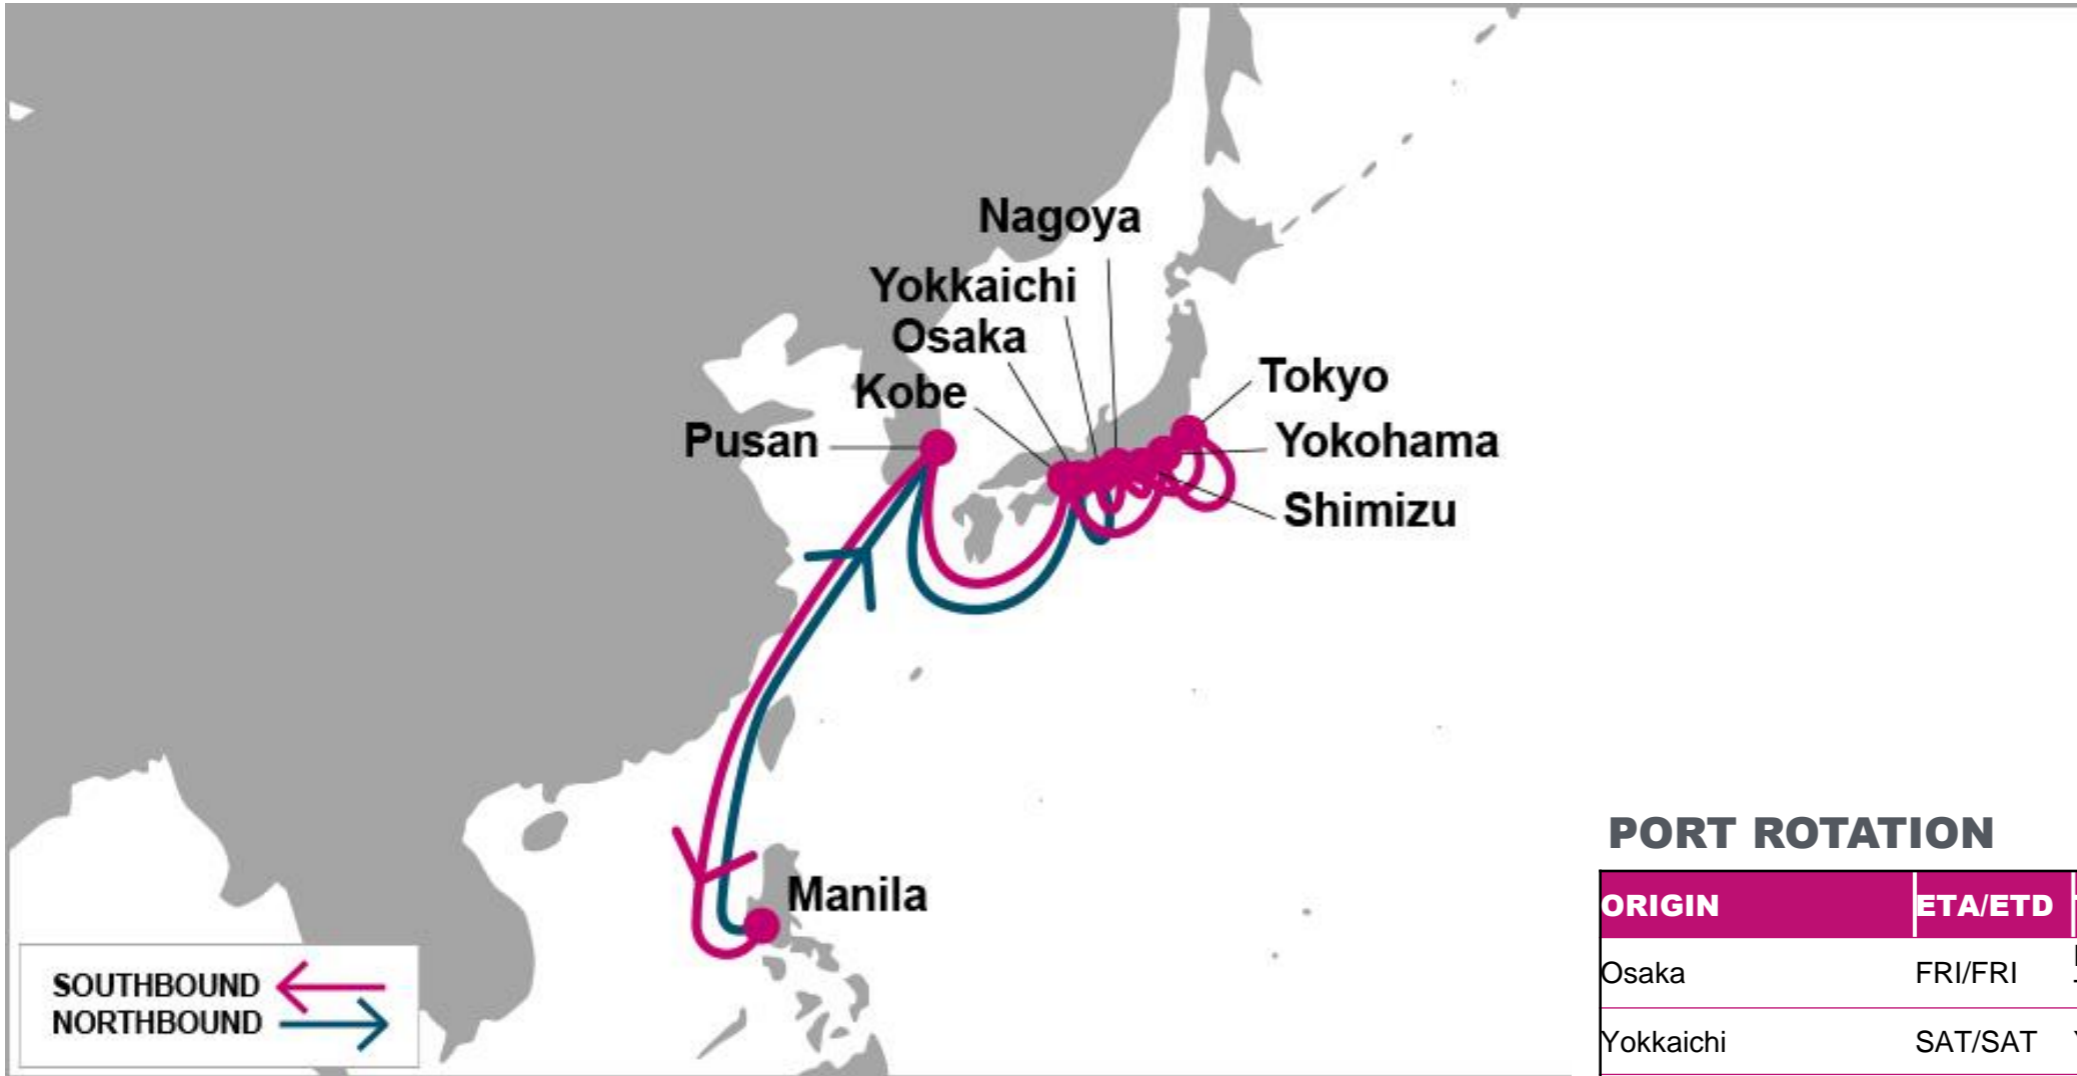 Nagoya
Yokkaichi
Osaka
Kobe
Tokyo
Pusan
Yokohama
Shimizu
Manila
SOUTHBOUND
NORTHBOUND
PORT ROTATION
ORIGIN ETA/ETD
Osaka FRI/FRI
Yokkaichi SAT/SAT